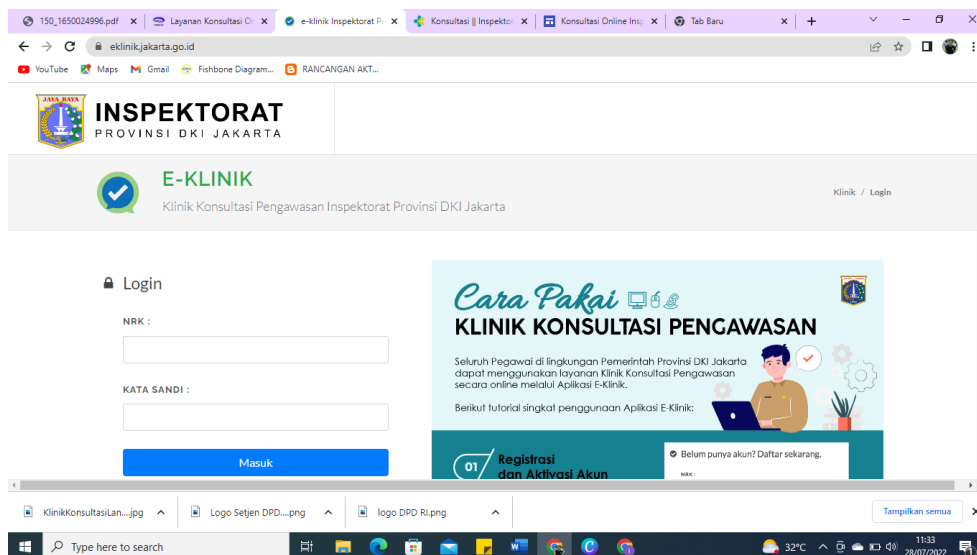 150_1650024996.pdf
Layanan Konsultasi O
e-klinik Inspektorat Pr
Konsultasi || Inspektor
Konsultasi Online Insp
Tab Baru
eklinik.jakarta.go.id
YouTube
Maps
Gmail
Fishbone Diagram...
RANCANGAN AKT...
JAYA RAYA
INSPEKTORAT
PROVINSI DKI JAKARTA
E-KLINIK
Klinik Konsultasi Pengawasan Inspektorat Provinsi DKI Jakarta
Klinik / Login
Login
NRK :
KATA SANDI :
Masuk
Cara Pakai
KLINIK KONSULTASI PENGAWASAN
Seluruh Pegawai di lingkungan Pemerintah Provinsi DKI Jakarta
dapat menggunakan layanan Klinik Konsultasi Pengawasan
secara online melalui Aplikasi E-Klinik.
Berikut tutorial singkat penggunaan Aplikasi E-Klinik:
01
Registrasi
dan Aktivasi Akun
Belum punya akun? Daftar sekarang.
NRK :
KlinikKonsultasiLan....jpg
Logo Setjen DPD....png
logo DPD RI.png
Tampilkan semua
Type here to search
32°C
11:33
28/07/2022